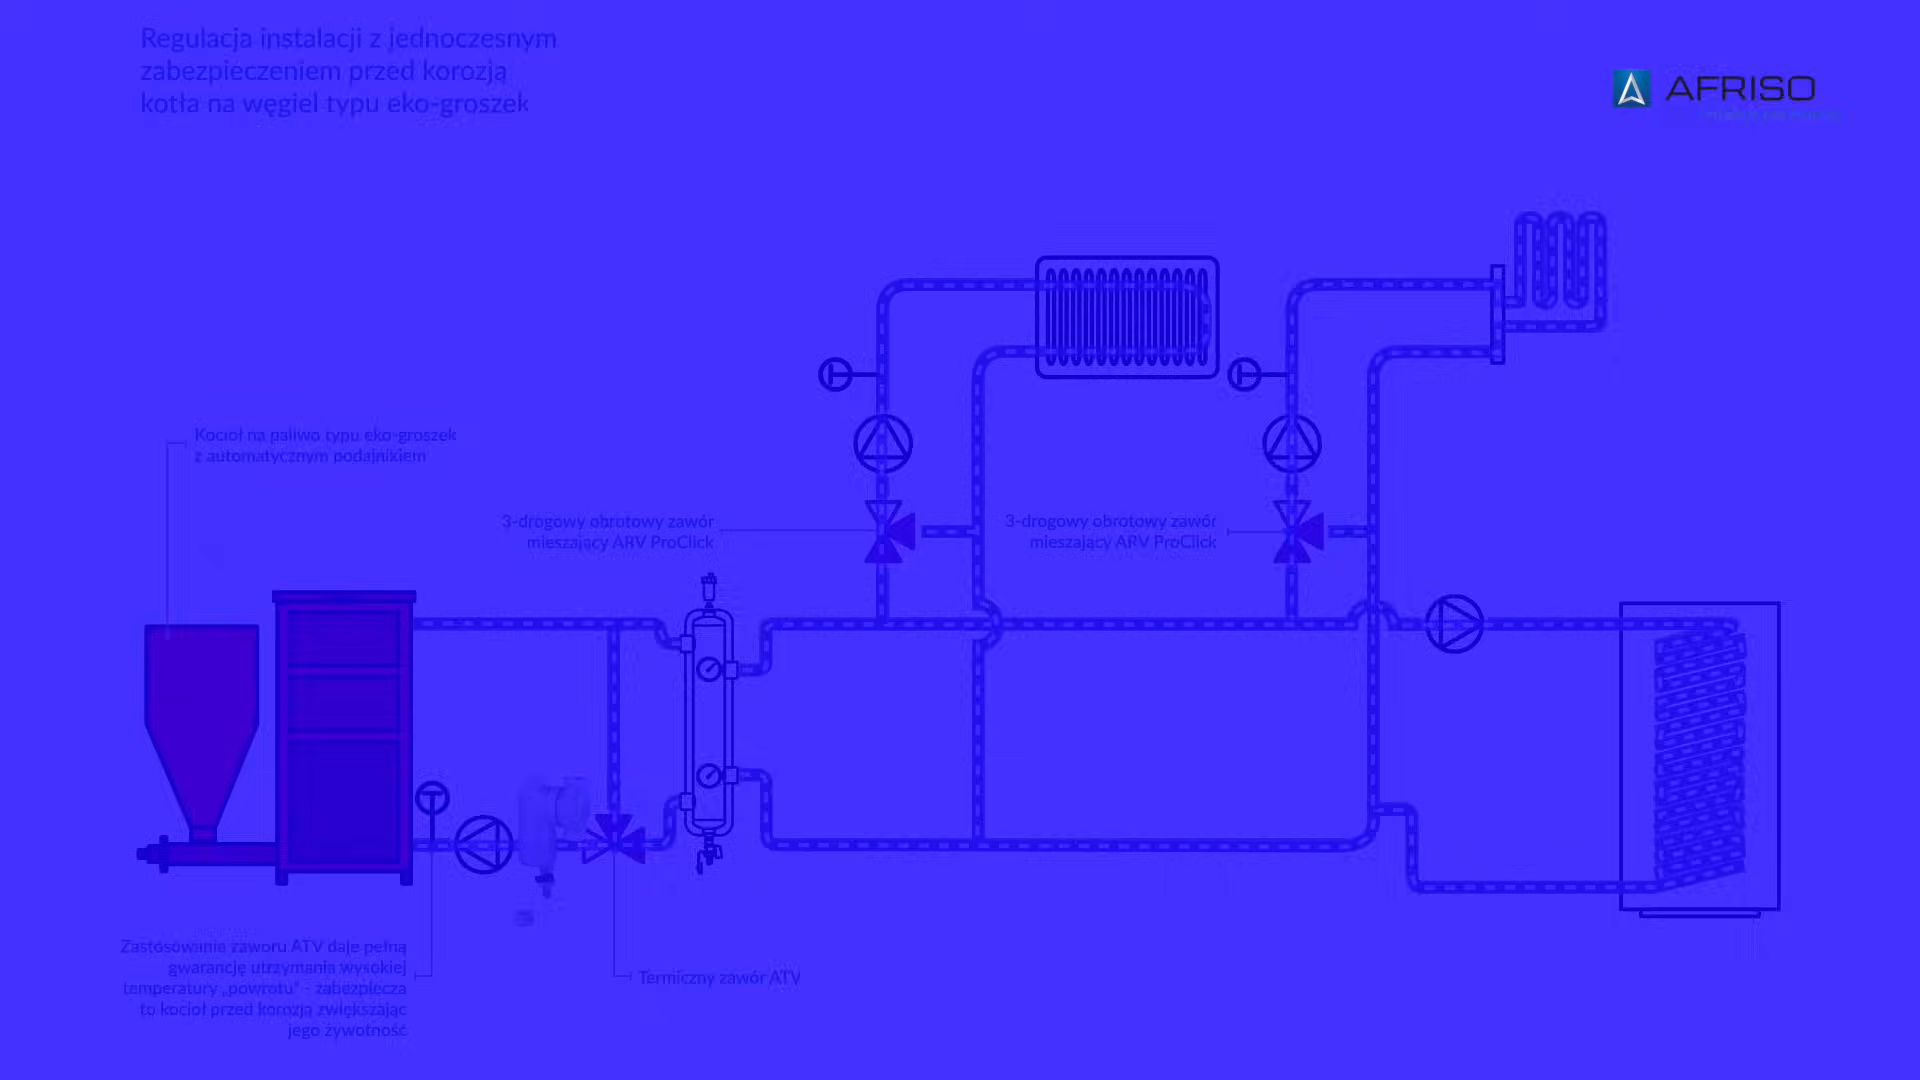 Regulacja instalacji z jednoczesnym
zabezpieczeniem przed korozją
kotła na węgiel typu eko-groszek
AFRISO
Kocioł na paliwo typu eko-groszek
z automatycznym podajnikiem
3-drogowy obrotowy zawór
mieszający ARV ProClick
3-drogowy obrotowy zawór
mieszający ARV ProClick
Zastosowanie zaworu ATV daje pełną
gwarancję utrzymania wysokiej
temperatury „powrotu" - zabezpiecza
to kocioł przed korozją zwiększając
jego żywotność
Termiczny zawór ATV